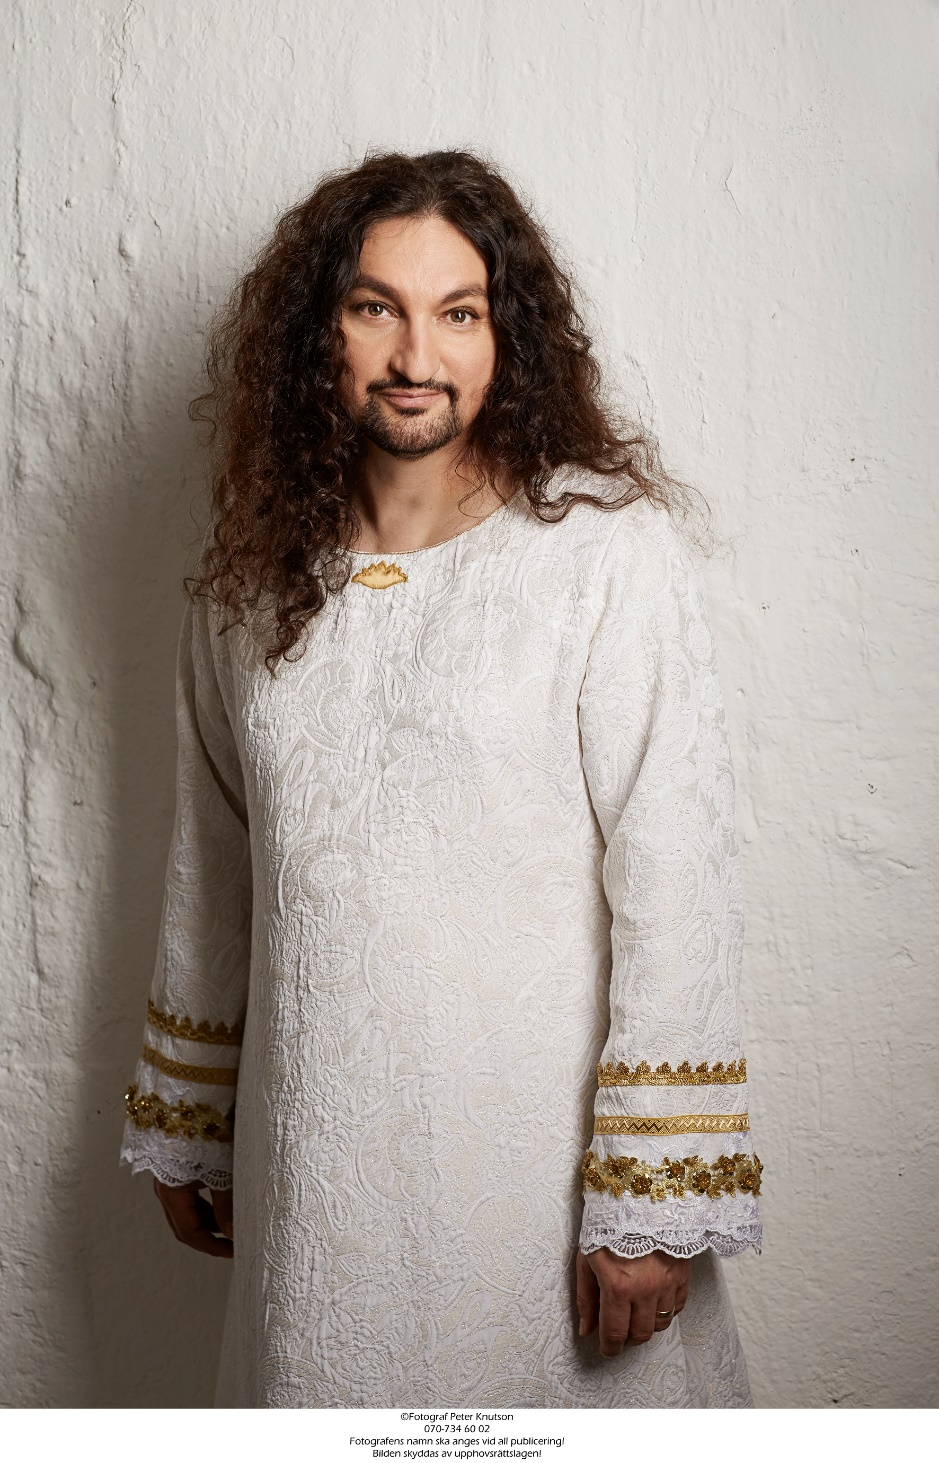 ©Fotograf Peter Knutson
070-734 60 02
Fotografens namn ska anges vid all publicering!
Bilden skyddas av upphovsrättslagen!